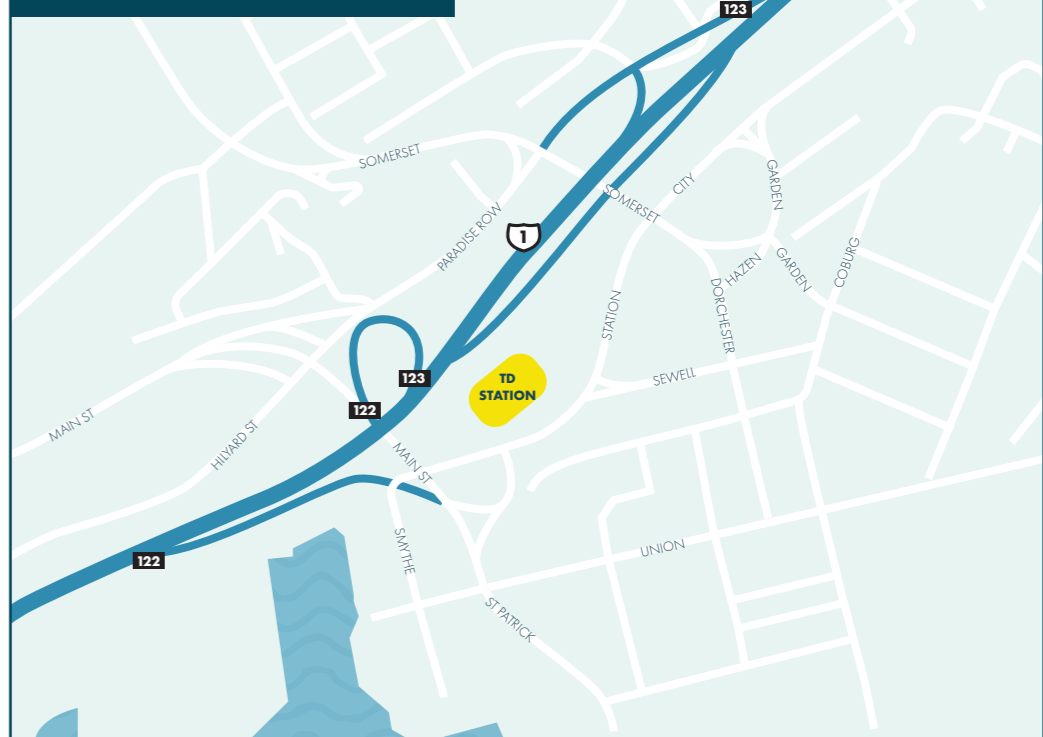 123
SOMERSET
CITY
GARDEN
SOMERSET
PARADISE ROW
1
HAZEN
GARDEN
COBURG
STATION
DORCHESTER
123
TD
STATION
SEWELL
122
MAIN ST
HILYARD ST
MAIN ST
SMYTHE
UNION
122
ST PATRICK